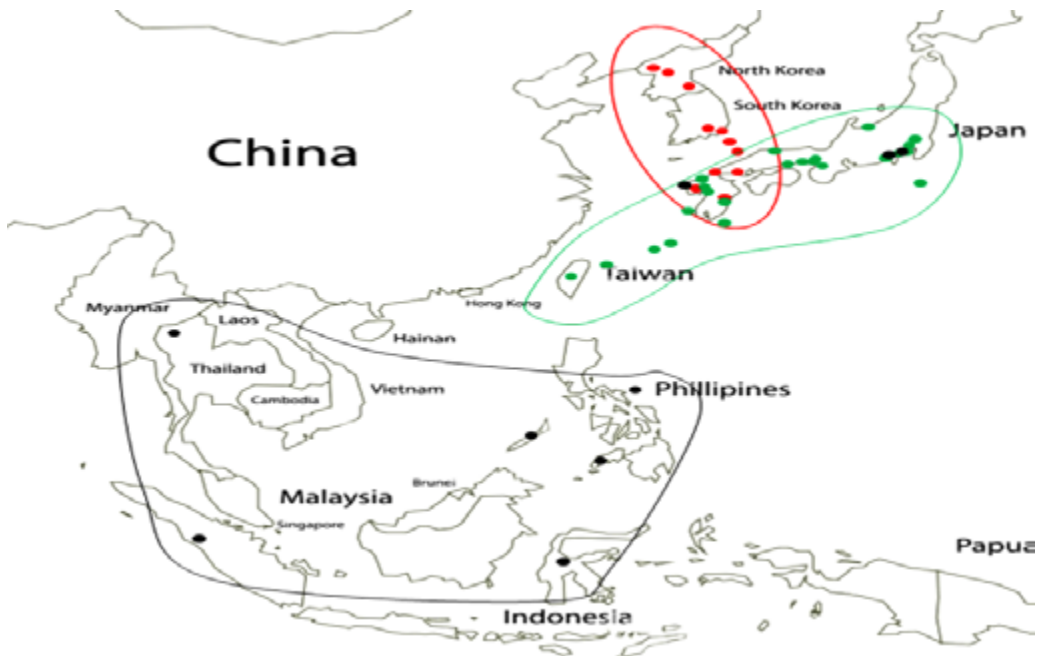 North Korea
South Korea
Japan
China
Taiwan
Hong Kong
Myanmar
Laos
Hainan
Thailand
Vietnam
Cambodia
Phillipines
Brunei
Malaysia
Singapore
Papua
Indonesia